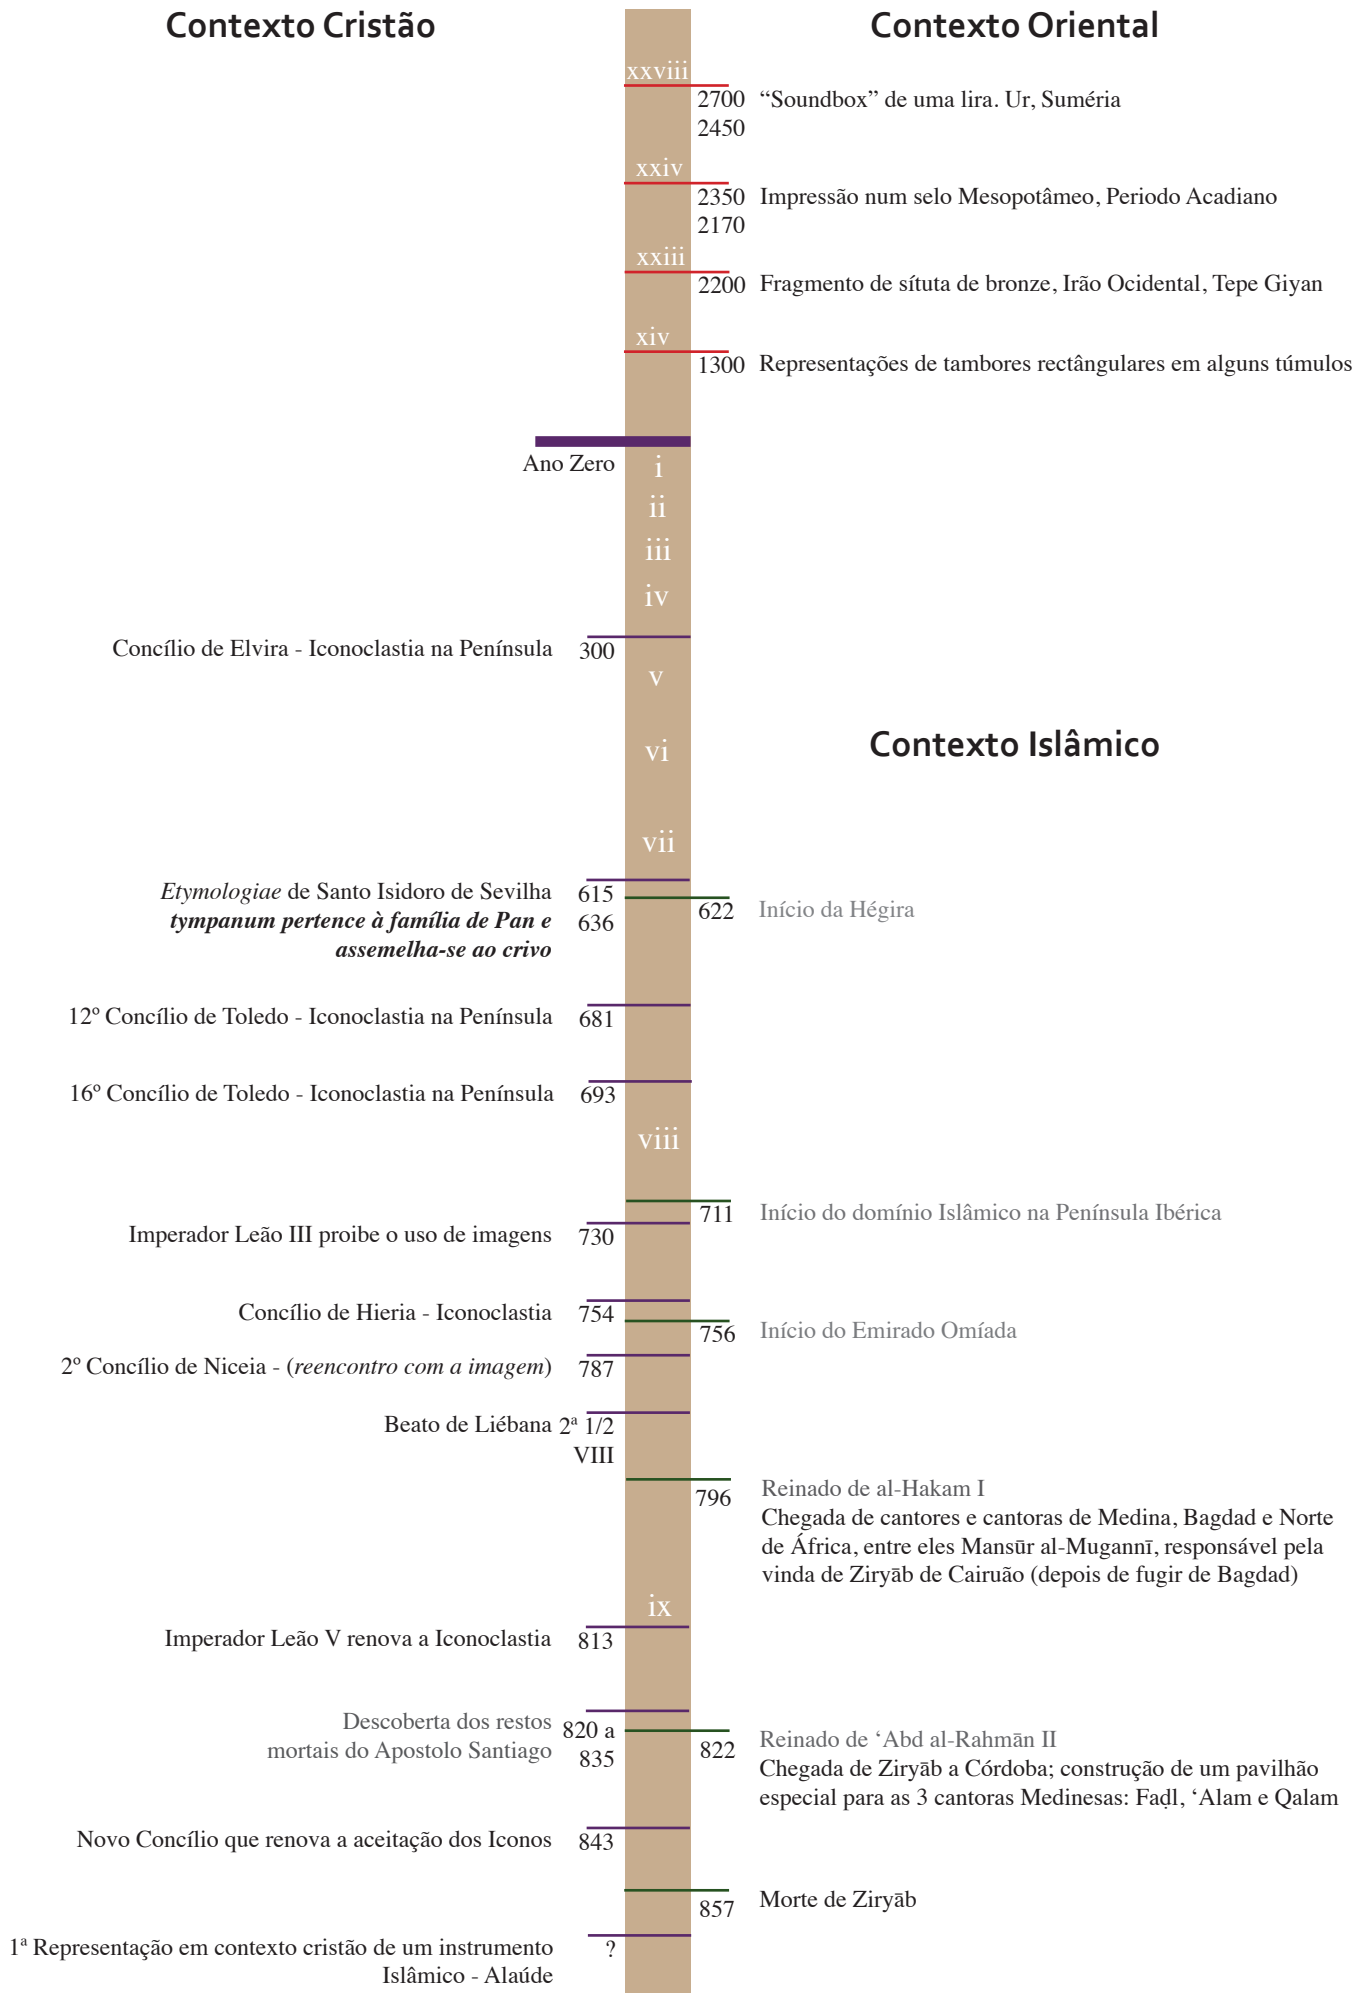 Contexto Cristão
Contexto Oriental
xxviii
2700 “Soundbox” de uma lira. Ur, Suméria
2450
xxiv
2350 Impressão num selo Mesopotâmeo, Periodo Acadiano
2170
xxiii
2200 Fragmento de sítuta de bronze, Irão Ocidental, Tepe Giyan
xiv
1300 Representações de tambores rectângulares em alguns túmulos
Ano Zero
i
ii
iii
iv
Concílio de Elvira - Iconoclastia na Península 300
v
Contexto Islâmico
vi
vii
Etymologiae de Santo Isidoro de Sevilha 615
tympanum pertence à família de Pan e 636
assemelha-se ao crivo
622 Início da Hégira
12º Concílio de Toledo - Iconoclastia na Península 681
16º Concílio de Toledo - Iconoclastia na Península 693
viii
711 Início do domínio Islâmico na Península Ibérica
Imperador Leão III proibe o uso de imagens 730
Concílio de Hieria - Iconoclastia 754
756 Início do Emirado Omíada
2º Concílio de Niceia - (reencontro com a imagem) 787
Beato de Liébana 2ª 1/2
VIII
796 Reinado de al-Hakam I
Chegada de cantores e cantoras de Medina, Bagdad e Norte
de África, entre eles Mansūr al-Mugannī, responsável pela
vinda de Ziryāb de Cairuão (depois de fugir de Bagdad)
ix
Imperador Leão V renova a Iconoclastia 813
Descoberta dos restos 820 a
mortais do Apostolo Santiago 835
822 Reinado de ‘Abd al-Rahmān II
Chegada de Ziryāb a Córdoba; construção de um pavilhão
especial para as 3 cantoras Medinesas: Faḍl, ‘Alam e Qalam
Novo Concílio que renova a aceitação dos Iconos 843
857 Morte de Ziryāb
1ª Representação em contexto cristão de um instrumento ?
Islâmico - Alaúde